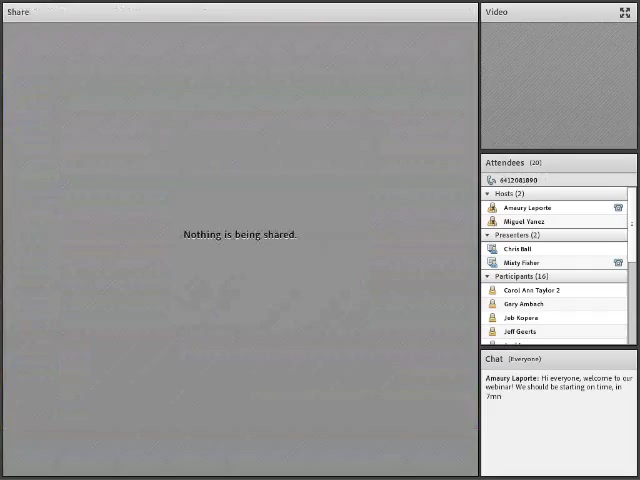 Share
Nothing is being shared.
Video
Attendees (20)
6412081890
Hosts (2)
Amaury Laporte
Miguel Yanez
Presenters (2)
Chris Ball
Misty Fisher
Participants (16)
Carol Ann Taylor 2
Gary Ambach
Jeb Kopera
Jeff Geerts
Chat (Everyone)
Amaury Laporte: Hi everyone, welcome to our
webinar! We should be starting on time, in
7mn